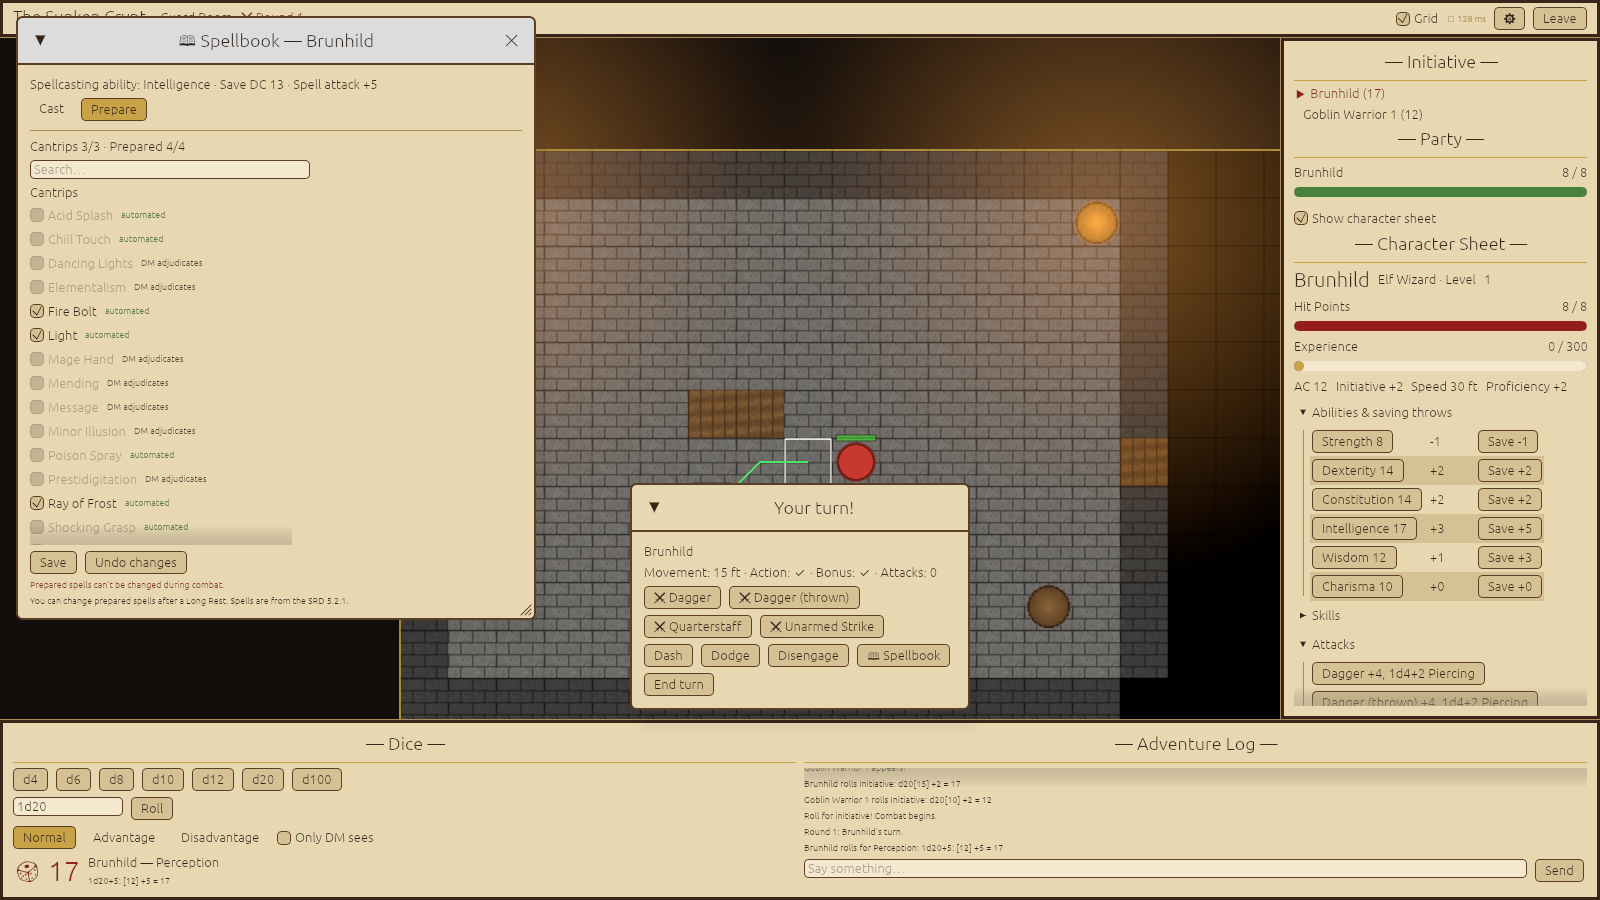 Grid
128 ms
Leave
Spellbook — Brunhild
Spellcasting ability: Intelligence · Save DC 13 · Spell attack +5
Cast
Prepare
Cantrips 3/3 · Prepared 4/4
Search...
Cantrips
Acid Splash automated
Chill Touch automated
Dancing Lights DM adjudicates
Elementalism DM adjudicates
Fire Bolt automated
Light automated
Mage Hand DM adjudicates
Mending DM adjudicates
Message DM adjudicates
Minor Illusion DM adjudicates
Poison Spray automated
Prestidigitation DM adjudicates
Ray of Frost automated
Shocking Grasp automated
Save
Undo changes
Prepared spells can't be changed during combat.
You can change prepared spells after a Long Rest. Spells are from the SRD 5.2.1.
Your turn!
Brunhild
Movement: 15 ft · Action: ✓ · Bonus: ✓ · Attacks: 0
Dagger
Dagger (thrown)
Quarterstaff
Unarmed Strike
Dash
Dodge
Disengage
Spellbook
End turn
— Initiative —
Brunhild (17)
Goblin Warrior 1 (12)
— Party —
Brunhild 8 / 8
Show character sheet
— Character Sheet —
Brunhild Elf Wizard · Level 1
Hit Points 8 / 8
Experience 0 / 300
AC 12 Initiative +2 Speed 30 ft Proficiency +2
Abilities & saving throws
Strength 8 -1 Save -1
Dexterity 14 +2 Save +2
Constitution 14 +2 Save +2
Intelligence 17 +3 Save +5
Wisdom 12 +1 Save +3
Charisma 10 +0 Save +0
Skills
Attacks
Dagger +4, 1d4+2 Piercing
Dagger (thrown) +4, 1d4+2 Piercing
— Dice —
d4
d6
d8
d10
d12
d20
d100
1d20
Roll
Normal
Advantage
Disadvantage
Only DM sees
17
Brunhild — Perception
1d20+5: [12] +5 = 17
— Adventure Log —
Goblin Warrior 1 appears!
Brunhild rolls Initiative: d20[15] +2 = 17
Goblin Warrior 1 rolls Initiative: d20[10] +2 = 12
Roll for initiative! Combat begins.
Round 1: Brunhild's turn.
Brunhild rolls for Perception: 1d20+5: [12] +5 = 17
Say something...
Send